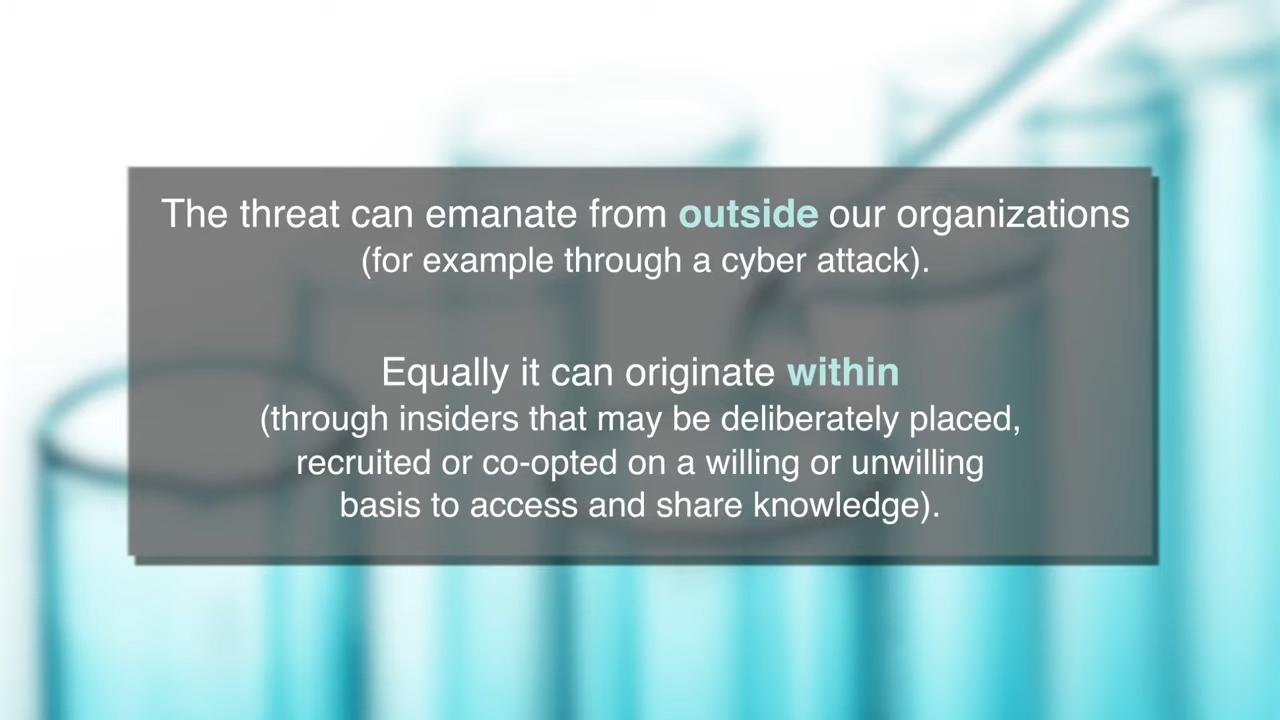 The threat can emanate from outside our organizations
(for example through a cyber attack).
Equally it can originate within
(through insiders that may be deliberately placed,
recruited or co-opted on a willing or unwilling
basis to access and share knowledge).